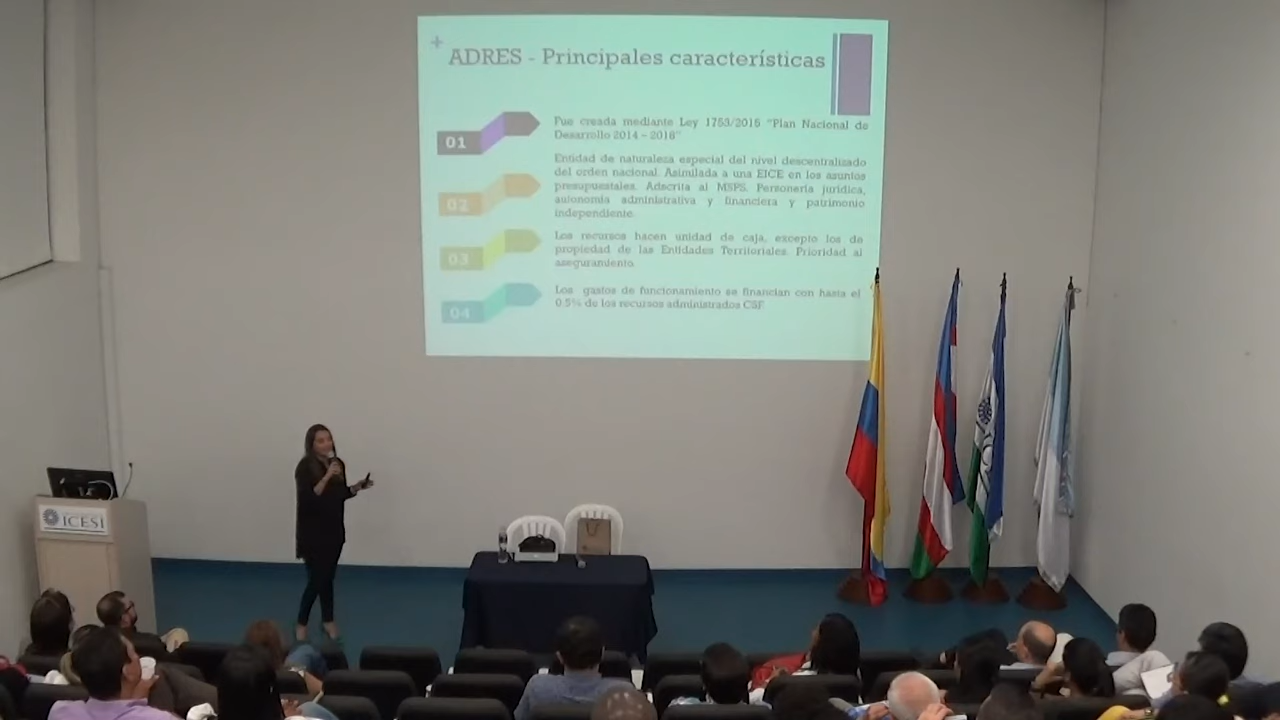 +
ADRES - Principales características
01
Fue creada mediante Ley 1753/2015 "Plan Nacional de
Desarrollo 2014 – 2018"
02
Entidad de naturaleza especial del nivel descentralizado
del orden nacional. Asimilada a una EICE en los asuntos
presupuestales. Adscrita al MSPS. Personería jurídica,
autonomía administrativa y financiera y patrimonio
independiente.
03
Los recursos hacen unidad de caja, excepto los de
propiedad de las Entidades Territoriales. Prioridad al
aseguramiento.
04
Los gastos de funcionamiento se financian con hasta el
0.5% de los recursos administrados CSF
ICESI